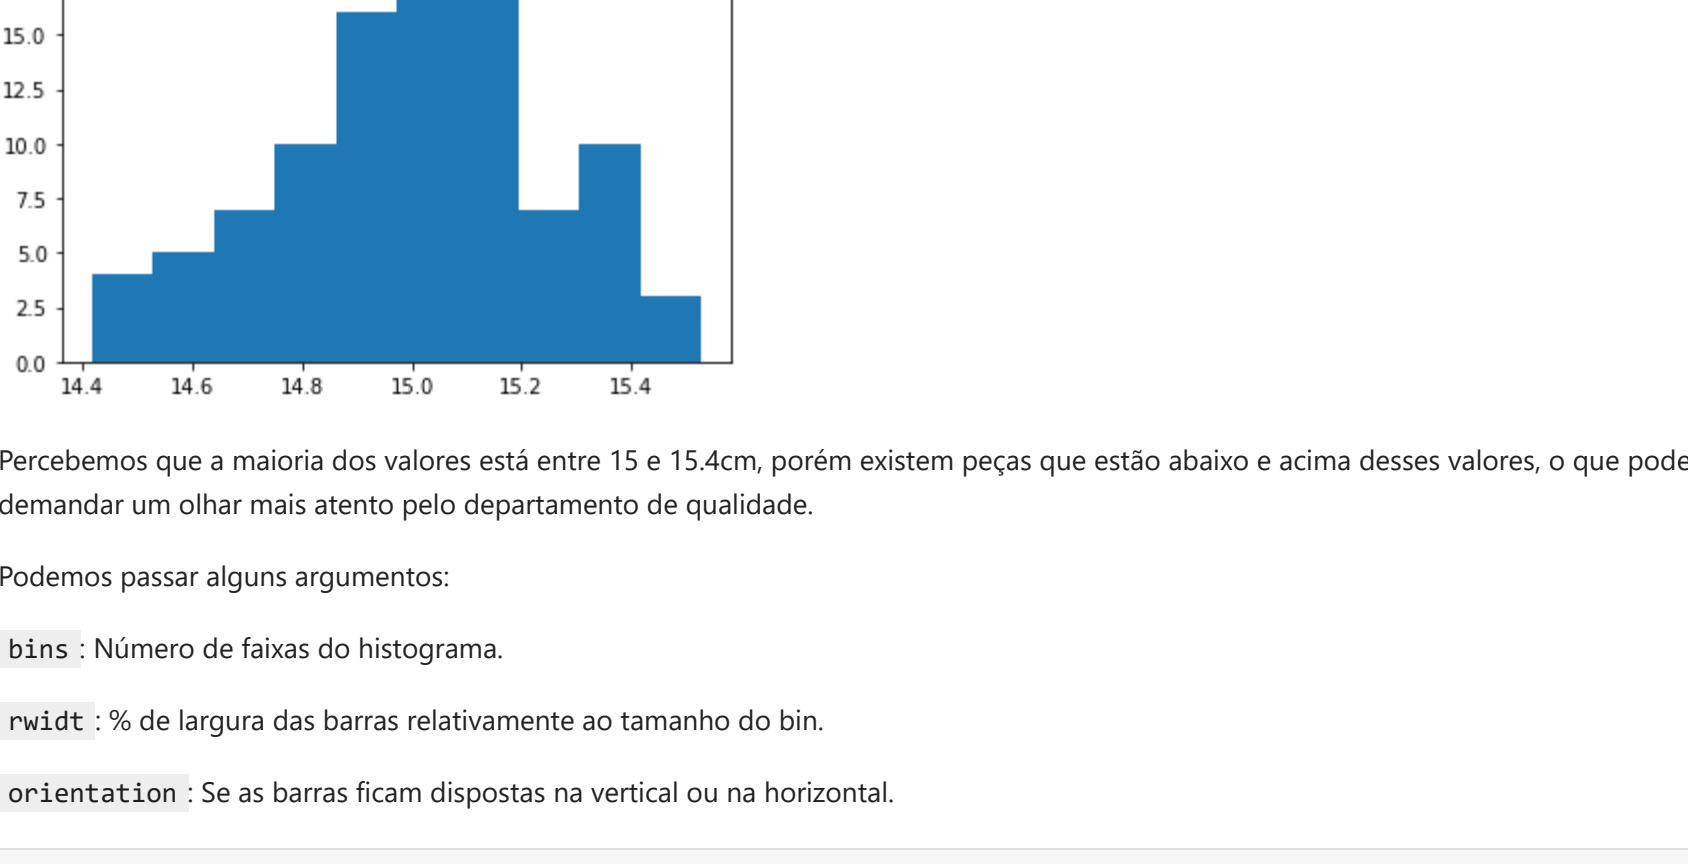 15.0
12.5
10.0
7.5
5.0
2.5
0.0
14.4 14.6 14.8 15.0 15.2 15.4
Percebemos que a maioria dos valores está entre 15 e 15.4cm, porém existem peças que estão abaixo e acima desses valores, o que pode
demandar um olhar mais atento pelo departamento de qualidade.
Podemos passar alguns argumentos:
bins : Número de faixas do histograma.
rwidt : % de largura das barras relativamente ao tamanho do bin.
orientation : Se as barras ficam dispostas na vertical ou na horizontal.